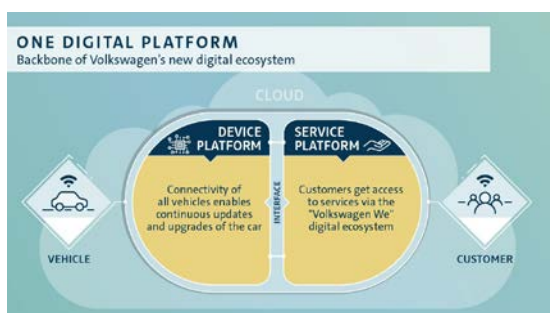 ONE DIGITAL PLATFORM
Backbone of Volkswagen's new digital ecosystem
CLOUD
DEVICE
PLATFORM
Connectivity of
all vehicles enables
continuous updates
and upgrades of the car
INTERFACE
SERVICE
PLATFORM
Customers get access
to services via the
"Volkswagen We"
digital ecosystem
VEHICLE
CUSTOMER